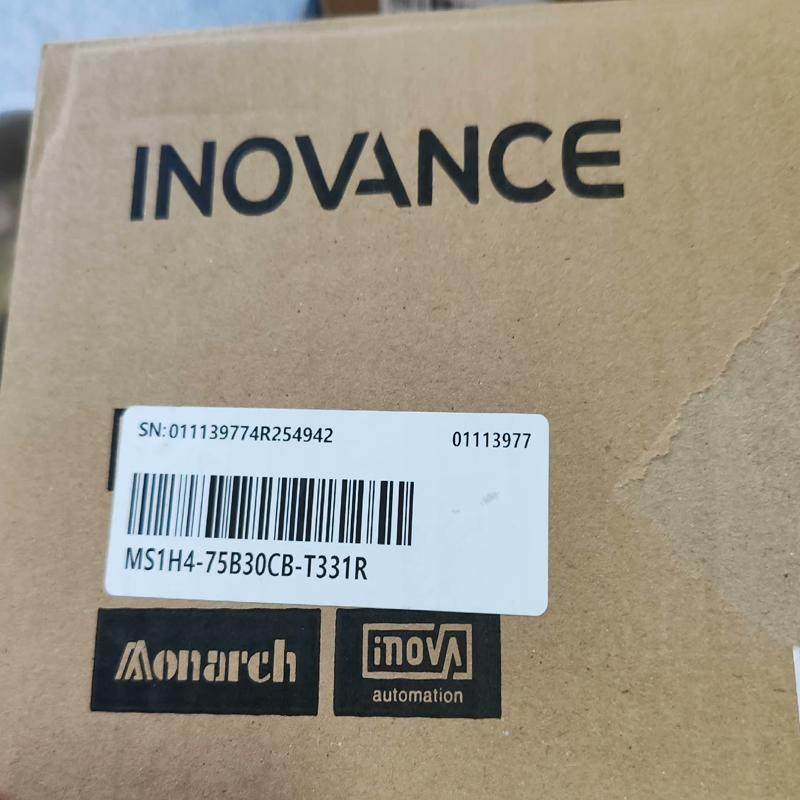 INOVANCE
SN:011139774R254942 01113977
MS1H4-75B30CB-T331R
Monarch
inovA
automation